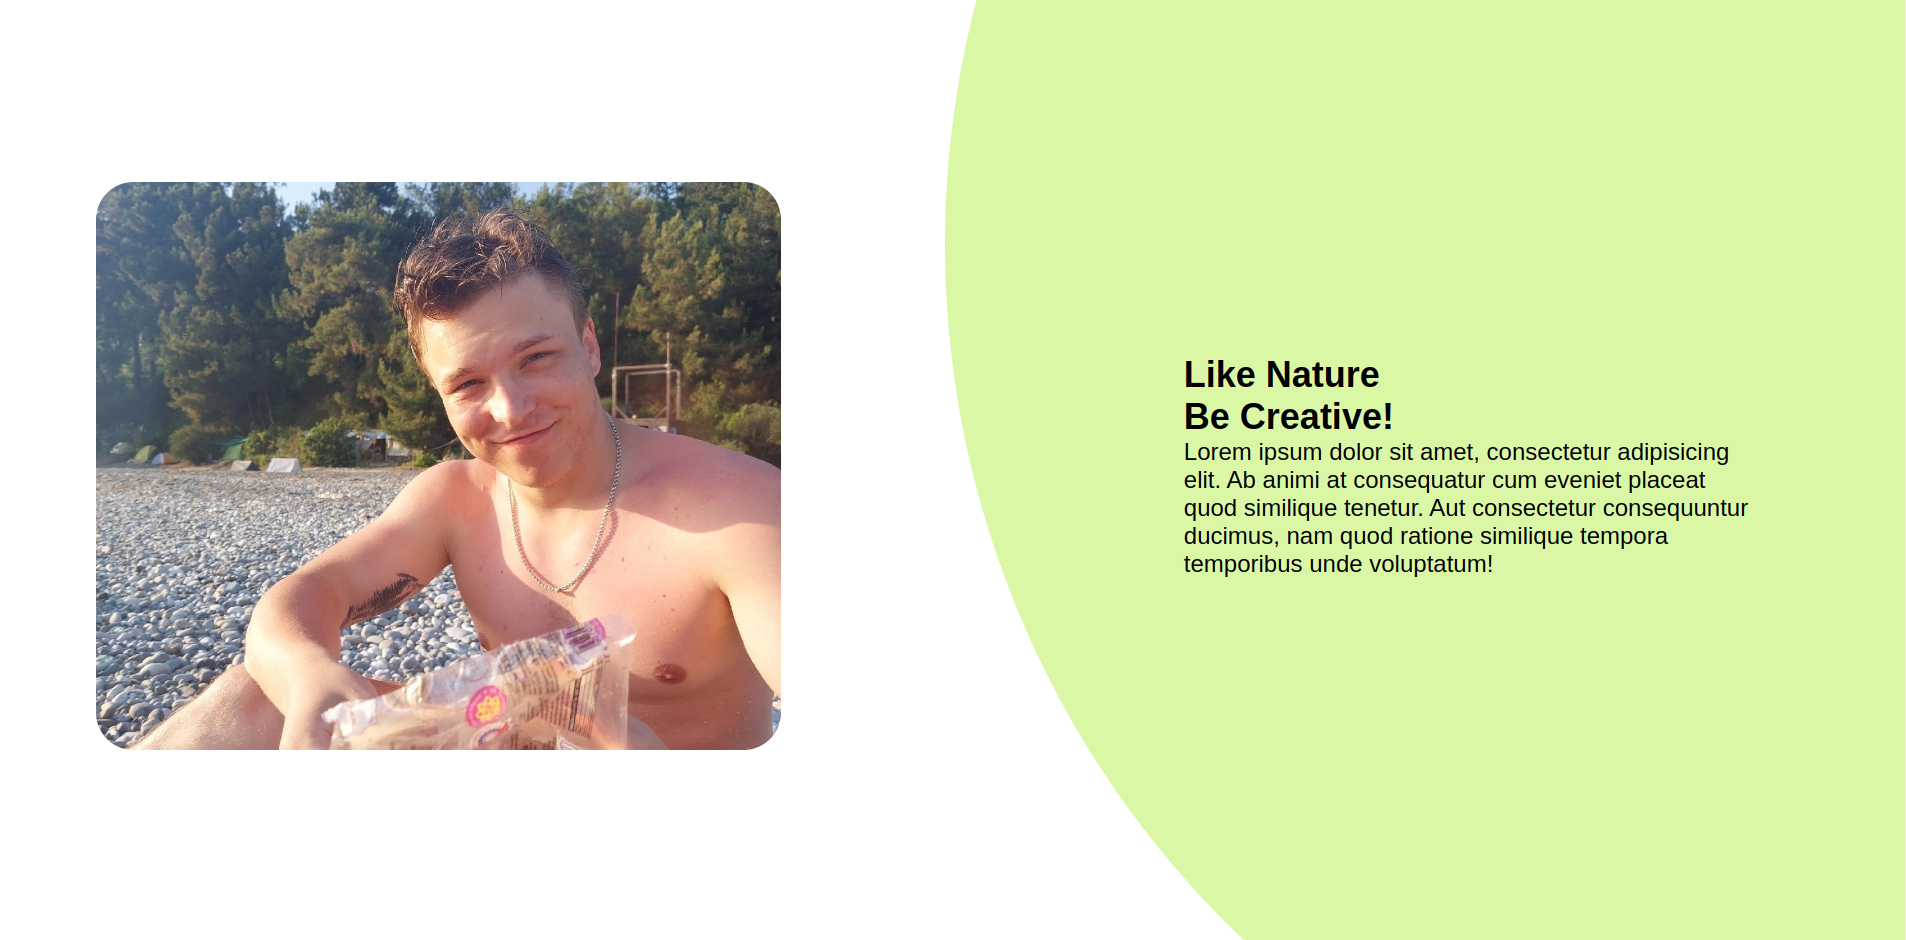 Like Nature
Be Creative!
Lorem ipsum dolor sit amet, consectetur adipisicing
elit. Ab animi at consequatur cum eveniet placeat
quod similique tenetur. Aut consectetur consequuntur
ducimus, nam quod ratione similique tempora
temporibus unde voluptatum!